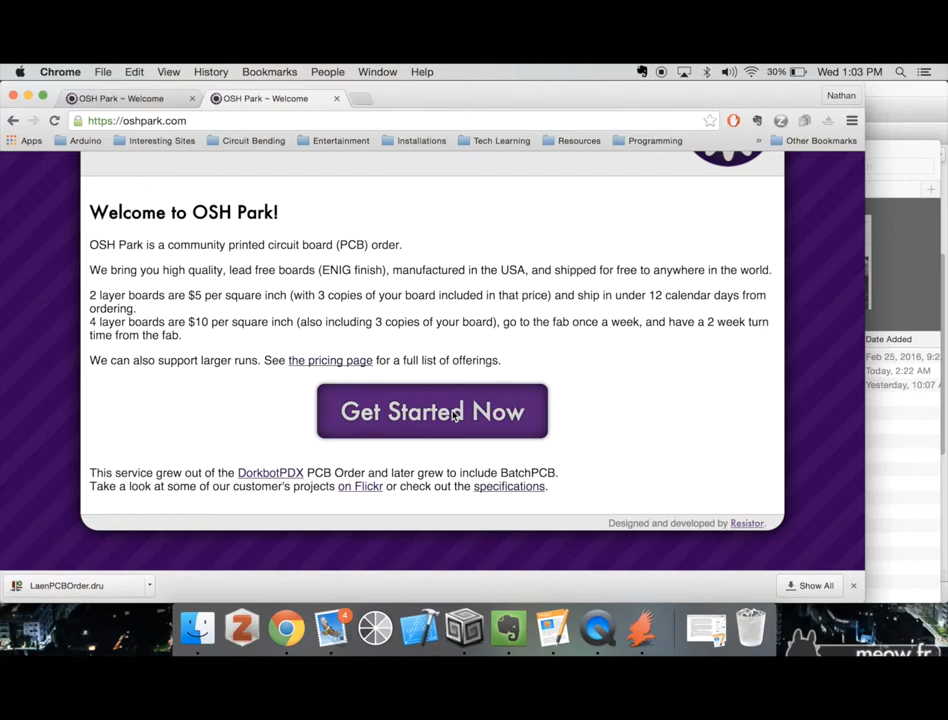 Chrome File Edit View History Bookmarks People Window Help 30% Wed 1:03 PM
OSH Park ~ Welcome OSH Park ~ Welcome Nathan
https://oshpark.com
Apps Arduino Interesting Sites Circuit Bending Entertainment Installations Tech Learning Resources Programming » Other Bookmarks
Welcome to OSH Park!
OSH Park is a community printed circuit board (PCB) order.
We bring you high quality, lead free boards (ENIG finish), manufactured in the USA, and shipped for free to anywhere in the world.
2 layer boards are $5 per square inch (with 3 copies of your board included in that price) and ship in under 12 calendar days from
ordering.
4 layer boards are $10 per square inch (also including 3 copies of your board), go to the fab once a week, and have a 2 week turn
time from the fab.
We can also support larger runs. See the pricing page for a full list of offerings.
Get Started Now
This service grew out of the DorkbotPDX PCB Order and later grew to include BatchPCB.
Take a look at some of our customer's projects on Flickr or check out the specifications.
Designed and developed by Resistor.
Date Added
Feb 25, 2016, 9:2
Today, 2:22 AM
Yesterday, 10:07
LaenPCBOrder.dru Show All
4
meow.fr